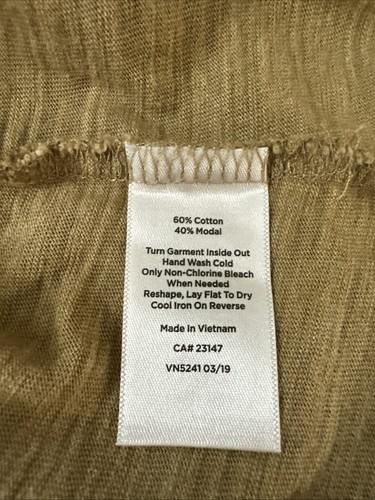 60% Cotton
40% Modal
Turn Garment Inside Out
Hand Wash Cold
Only Non-Chlorine Bleach
When Needed
Reshape, Lay Flat To Dry
Cool Iron On Reverse
Made In Vietnam
CA# 23147
VN5241 03/19